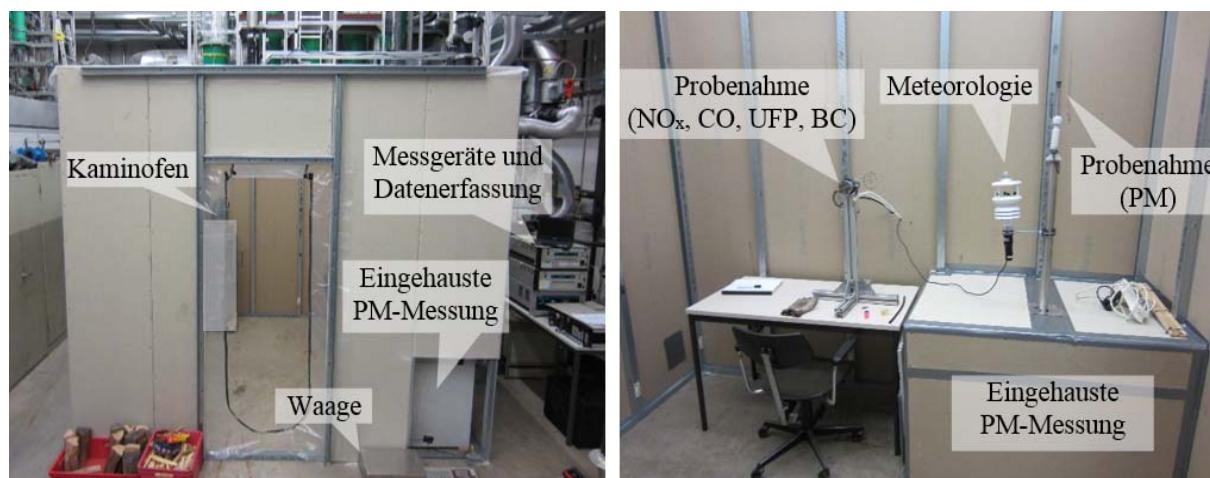 Kaminofen
Messgeräte und
Datenerfassung
Eingehauste
PM-Messung
Waage
Probenahme
(NOₓ, CO, UFP, BC)
Meteorologie
Probenahme
(PM)
Eingehauste
PM-Messung